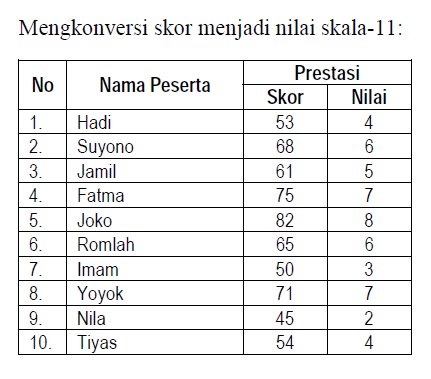 Mengkonversi skor menjadi nilai skala-11:
No Nama Peserta Prestasi
Skor Nilai
1. Hadi 53 4
2. Suyono 68 6
3. Jamil 61 5
4. Fatma 75 7
5. Joko 82 8
6. Romlah 65 6
7. Imam 50 3
8. Yoyok 71 7
9. Nila 45 2
10. Tiyas 54 4